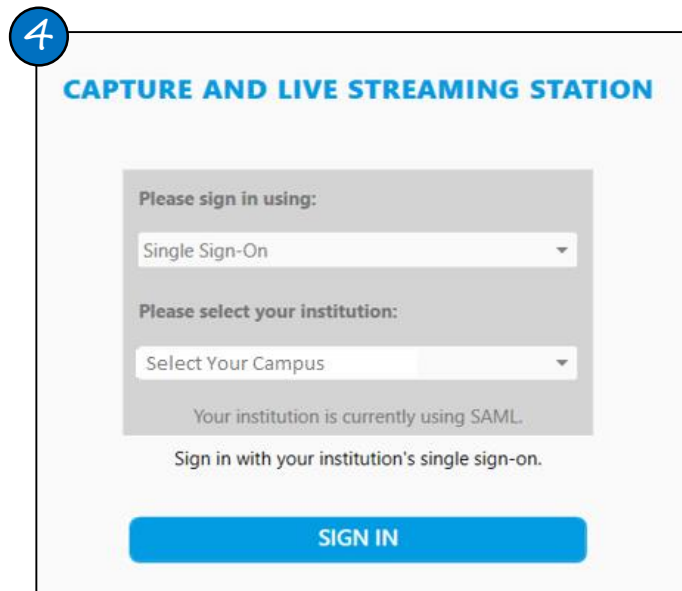 4
CAPTURE AND LIVE STREAMING STATION
Please sign in using:
Single Sign-On
Please select your institution:
Select Your Campus
Your institution is currently using SAML.
Sign in with your institution's single sign-on.
SIGN IN